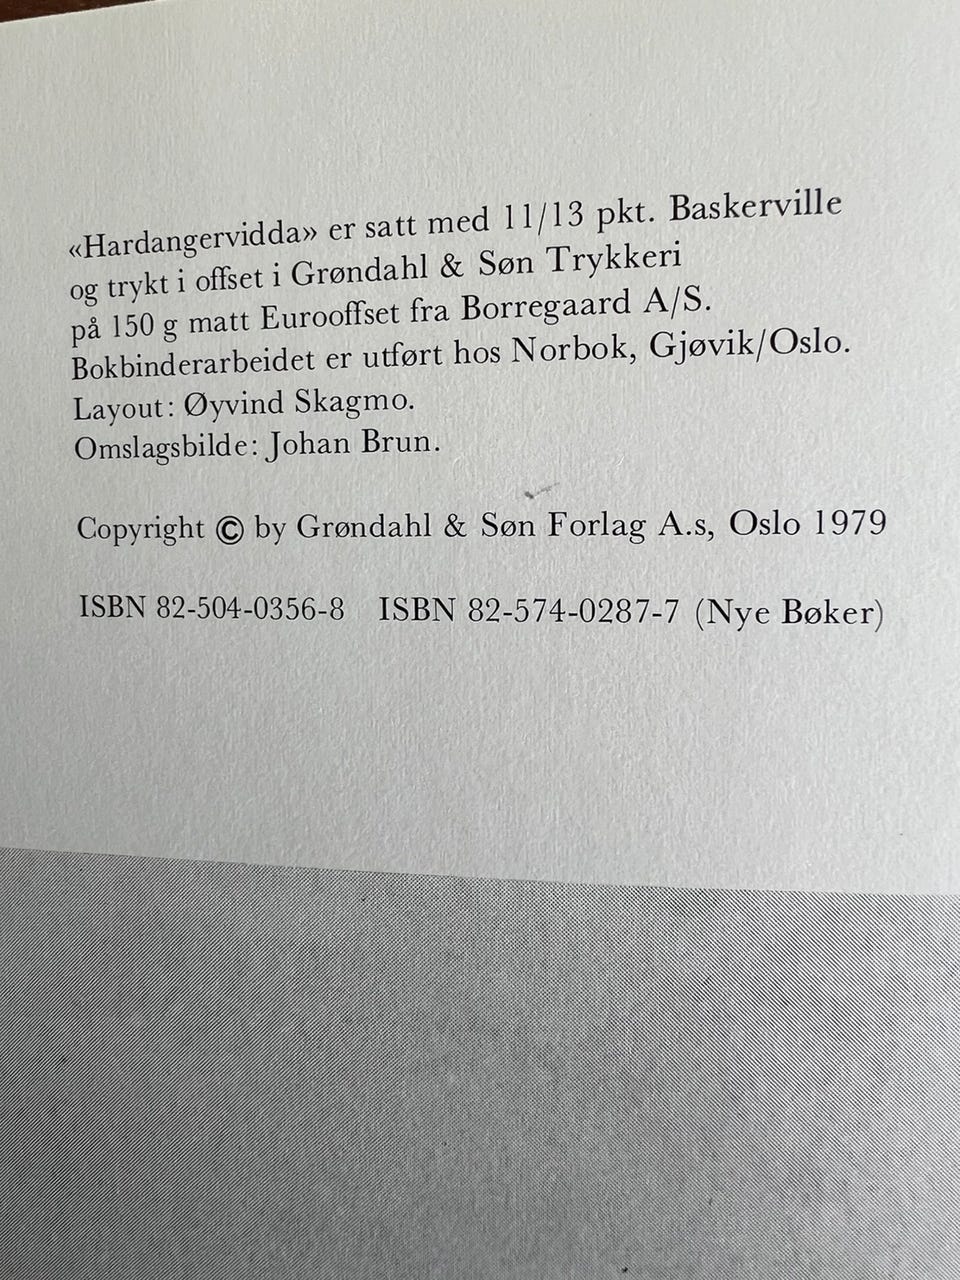 «Hardangervidda» er satt med 11/13 pkt. Baskerville
og trykt i offset i Grøndahl & Søn Trykkeri
på 150 g matt Eurooffset fra Borregaard A/S.
Bokbinderarbeidet er utført hos Norbok, Gjøvik/Oslo.
Layout: Øyvind Skagmo.
Omslagsbilde: Johan Brun.
Copyright © by Grøndahl & Søn Forlag A.s, Oslo 1979
ISBN 82-504-0356-8 ISBN 82-574-0287-7 (Nye Bøker)